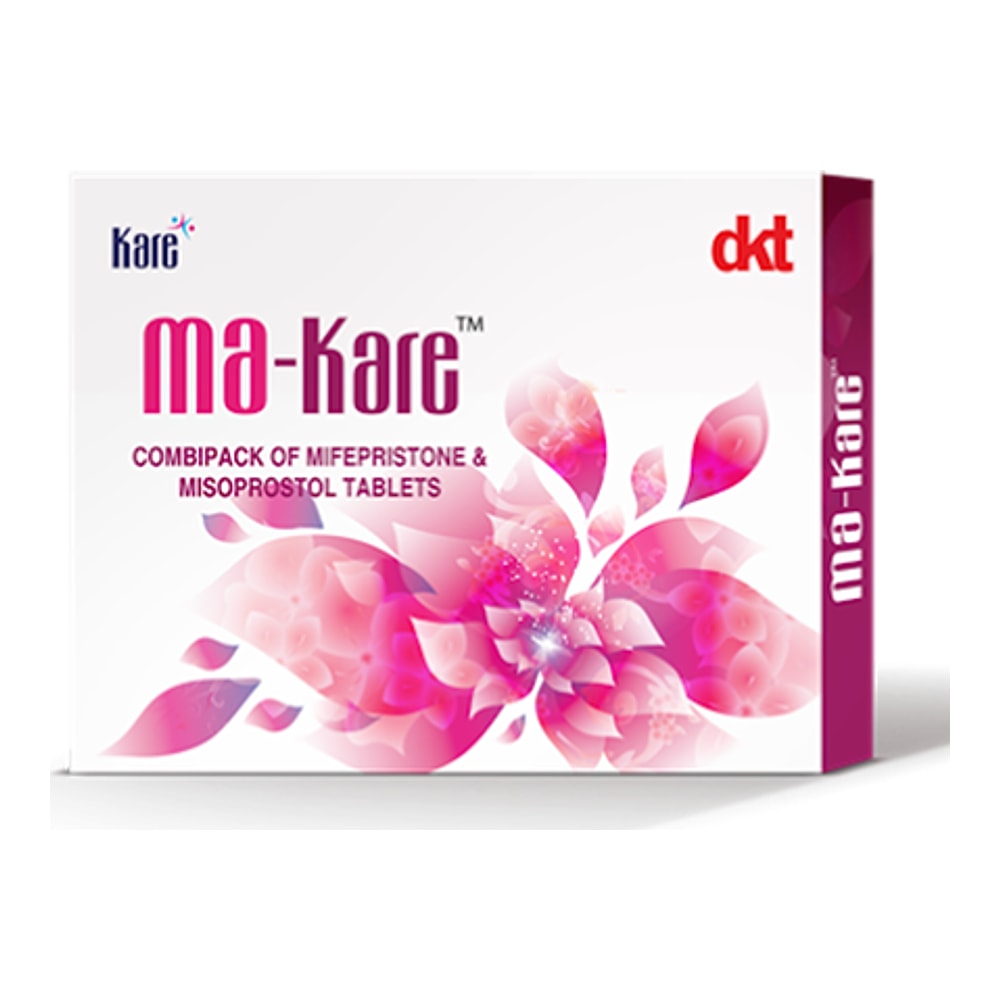 Kare
dkt
ma-Kare™
COMBIPACK OF MIFEPRISTONE &
MISOPROSTOL TABLETS
ma-Kare™